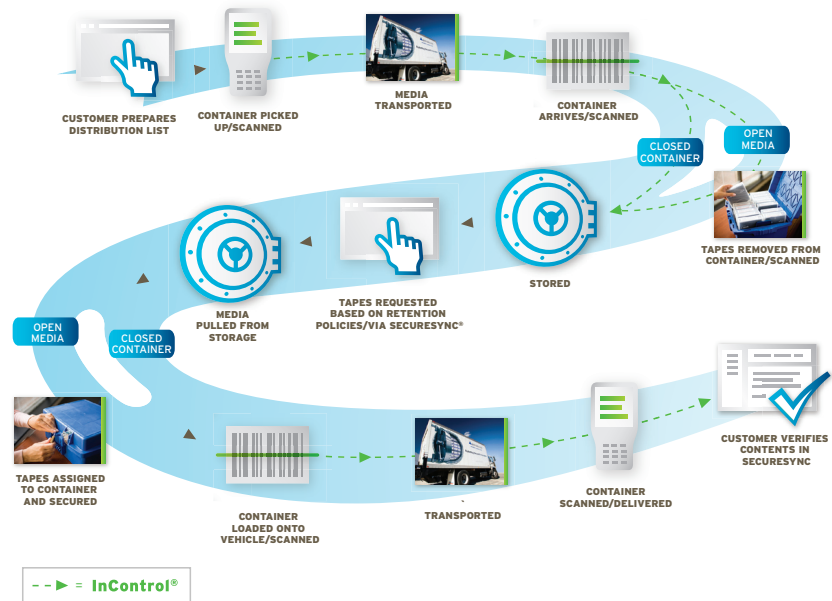 CUSTOMER PREPARES
DISTRIBUTION LIST
CONTAINER PICKED
UP/SCANNED
MEDIA
TRANSPORTED
CONTAINER
ARRIVES/SCANNED
CLOSED
CONTAINER
OPEN
MEDIA
TAPES REMOVED FROM
CONTAINER/SCANNED
STORED
TAPES REQUESTED
BASED ON RETENTION
POLICIES/VIA SECURESYNC®
MEDIA
PULLED FROM
STORAGE
OPEN
MEDIA
CLOSED
CONTAINER
TAPES ASSIGNED
TO CONTAINER
AND SECURED
CONTAINER
LOADED ONTO
VEHICLE/SCANNED
TRANSPORTED
CONTAINER
SCANNED/DELIVERED
CUSTOMER VERIFIES
CONTENTS IN
SECURESYNC
= InControl®